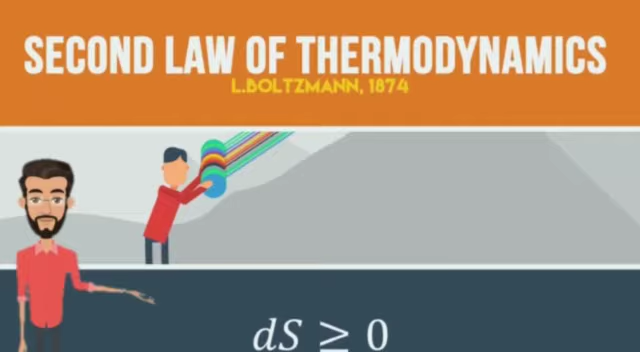 SECOND LAW OF THERMODYNAMICS
L.BOLTZMANN, 1874
dS ≥ 0